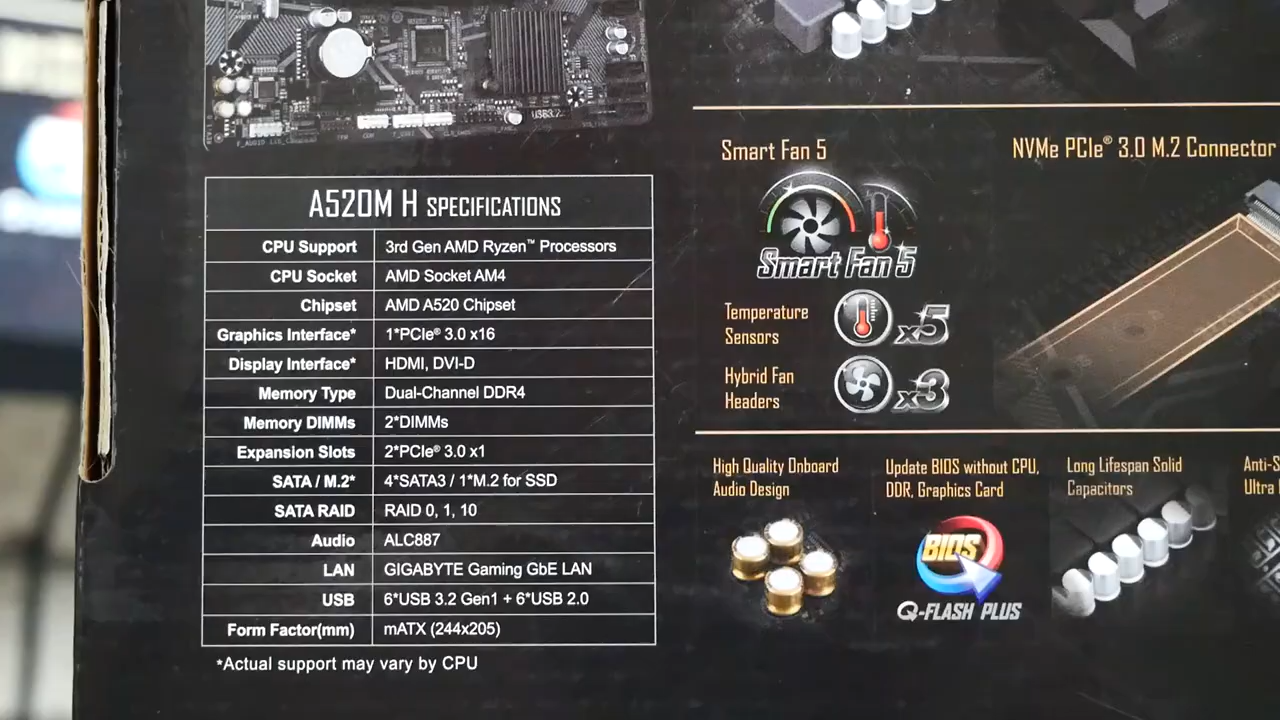 A520M H SPECIFICATIONS
CPU Support 3rd Gen AMD Ryzen™ Processors
CPU Socket AMD Socket AM4
Chipset AMD A520 Chipset
Graphics Interface* 1*PCIe® 3.0 x16
Display Interface* HDMI, DVI-D
Memory Type Dual-Channel DDR4
Memory DIMMs 2*DIMMs
Expansion Slots 2*PCIe® 3.0 x1
SATA / M.2* 4*SATA3 / 1*M.2 for SSD
SATA RAID RAID 0, 1, 10
Audio ALC887
LAN GIGABYTE Gaming GbE LAN
USB 6*USB 3.2 Gen1 + 6*USB 2.0
Form Factor(mm) mATX (244x205)
*Actual support may vary by CPU
Smart Fan 5
Smart Fan 5
Temperature
Sensors
x5
Hybrid Fan
Headers
x3
NVMe PCIe® 3.0 M.2 Connector
High Quality Onboard
Audio Design
Update BIOS without CPU,
DDR, Graphics Card
BIOS
Q-FLASH PLUS
Long Lifespan Solid
Capacitors
Anti-S
Ultra